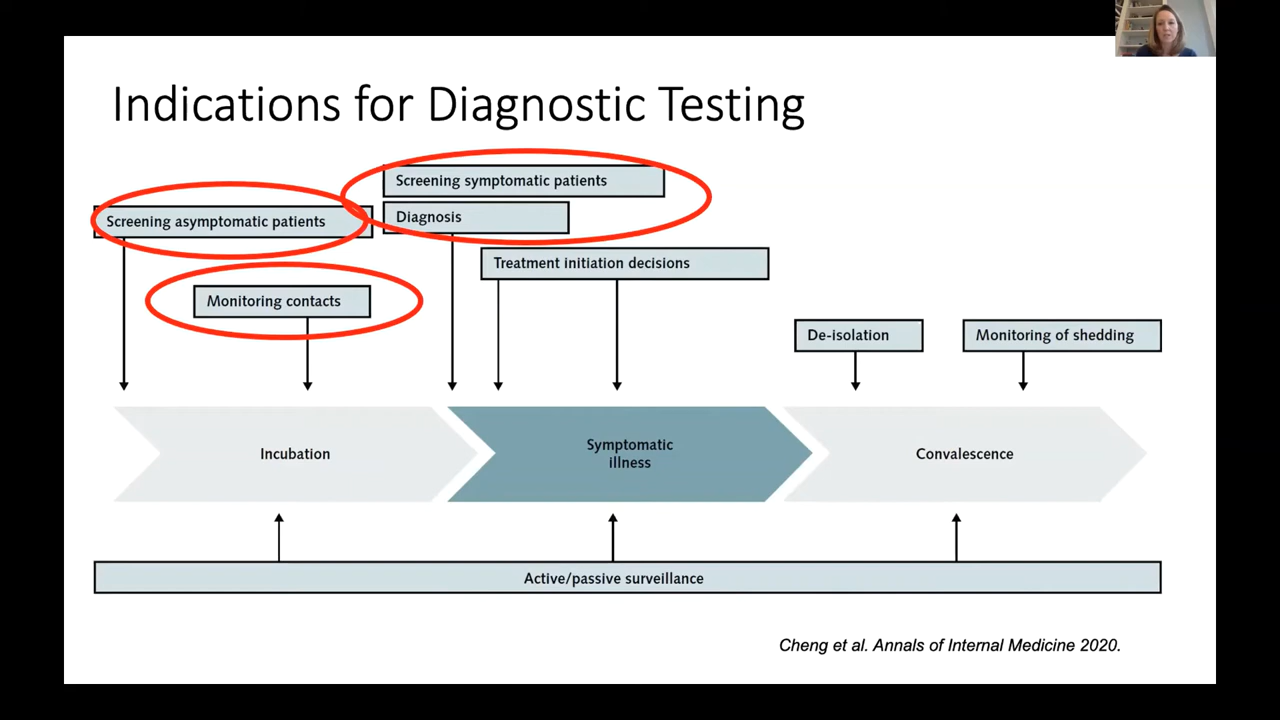 Indications for Diagnostic Testing
Screening symptomatic patients
Screening asymptomatic patients
Diagnosis
Treatment initiation decisions
Monitoring contacts
De-isolation
Monitoring of shedding
Incubation
Symptomatic
illness
Convalescence
Active/passive surveillance
Cheng et al. Annals of Internal Medicine 2020.